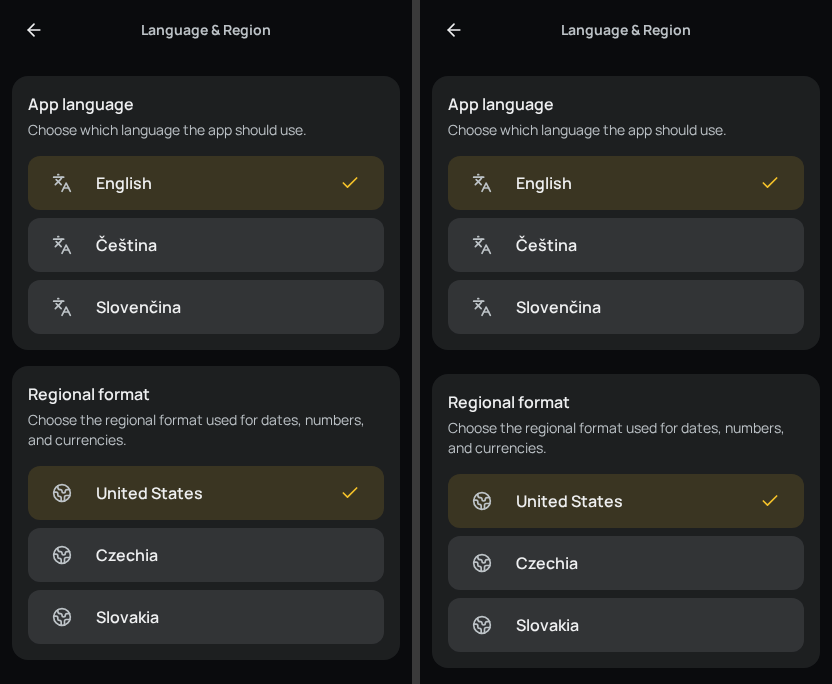 Language & Region
App language
Choose which language the app should use.
English
Čeština
Slovenčina
Regional format
Choose the regional format used for dates, numbers,
and currencies.
United States
Czechia
Slovakia
Language & Region
App language
Choose which language the app should use.
English
Čeština
Slovenčina
Regional format
Choose the regional format used for dates, numbers,
and currencies.
United States
Czechia
Slovakia